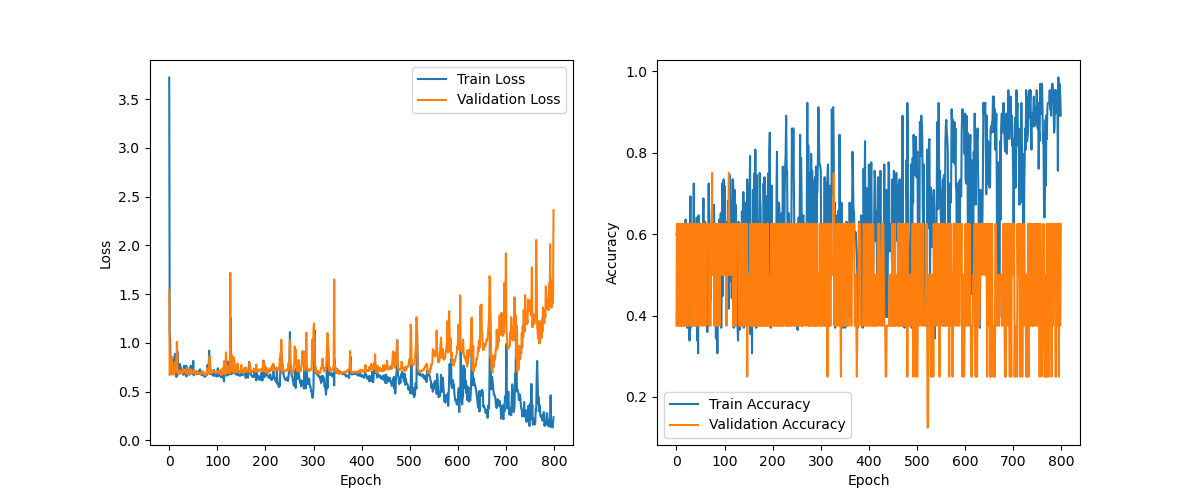 Train Loss
Validation Loss
3.5
3.0
2.5
2.0
1.5
1.0
0.5
0.0
Loss
0 100 200 300 400 500 600 700 800
Epoch
1.0
0.8
0.6
0.4
0.2
Accuracy
Train Accuracy
Validation Accuracy
0 100 200 300 400 500 600 700 800
Epoch